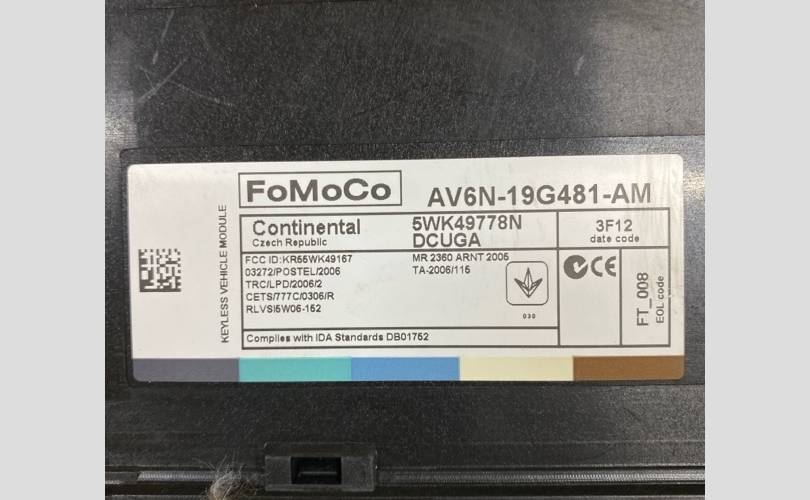 FoMoCo
AV6N-19G481-AM
KEYLESS VEHICLE MODULE
Continental
Czech Republic
5WK49778N
DCUGA
3F12
date code
FCC ID:KR55WK49167
03272/POSTEL/2006
TRC/LPD/2006/2
CETS/777C/0306/R
RLVSI5W06-152
MR 2360 ARNT 2005
TA-2006/115
030
CE
FT_008
EOL code
Complies with IDA Standards DB01752